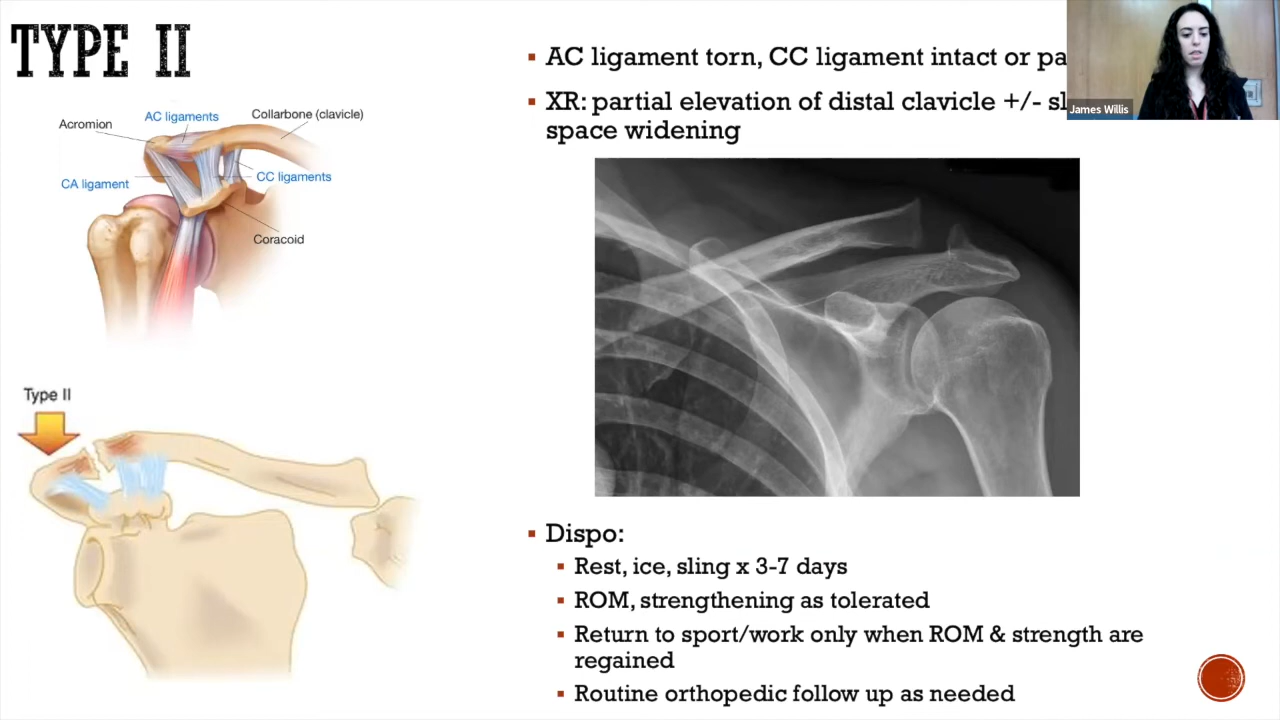 TYPE II
AC ligament torn, CC ligament intact or
XR: partial elevation of distal clavicle +/-
space widening
James Willis
AC ligaments
Collarbone (clavicle)
Acromion
CA ligament
CC ligaments
Coracoid
Type II
Dispo:
Rest, ice, sling x 3-7 days
ROM, strengthening as tolerated
Return to sport/work only when ROM & strength are
regained
Routine orthopedic follow up as needed